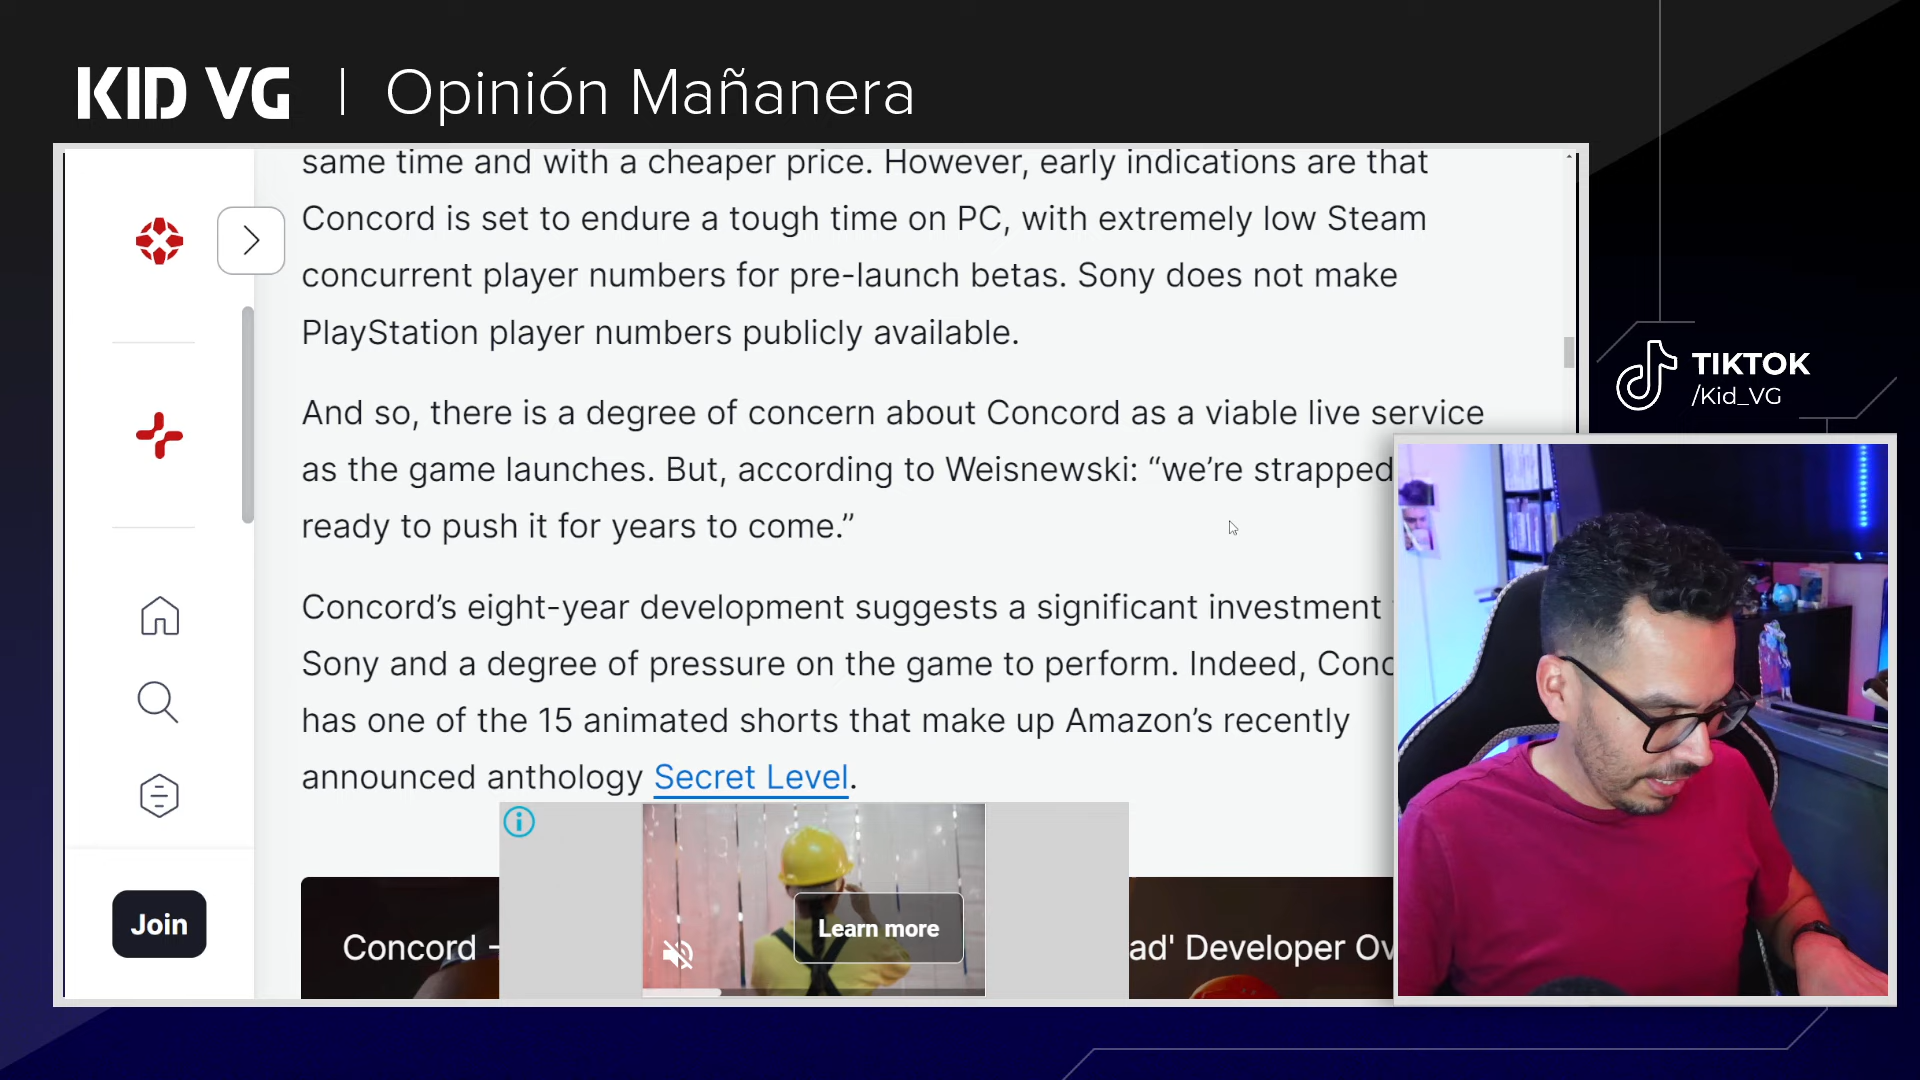 KID VG | Opinión Mañanera
same time and with a cheaper price. However, early indications are that
Concord is set to endure a tough time on PC, with extremely low Steam
concurrent player numbers for pre-launch betas. Sony does not make
PlayStation player numbers publicly available.
And so, there is a degree of concern about Concord as a viable live service
as the game launches. But, according to Weisnewski: “we’re strapped
ready to push it for years to come.”
Concord’s eight-year development suggests a significant investment
Sony and a degree of pressure on the game to perform. Indeed, Conc
has one of the 15 animated shorts that make up Amazon’s recently
announced anthology Secret Level.
Join
Concord -
Learn more
ad' Developer Ov
TIKTOK
/Kid_VG